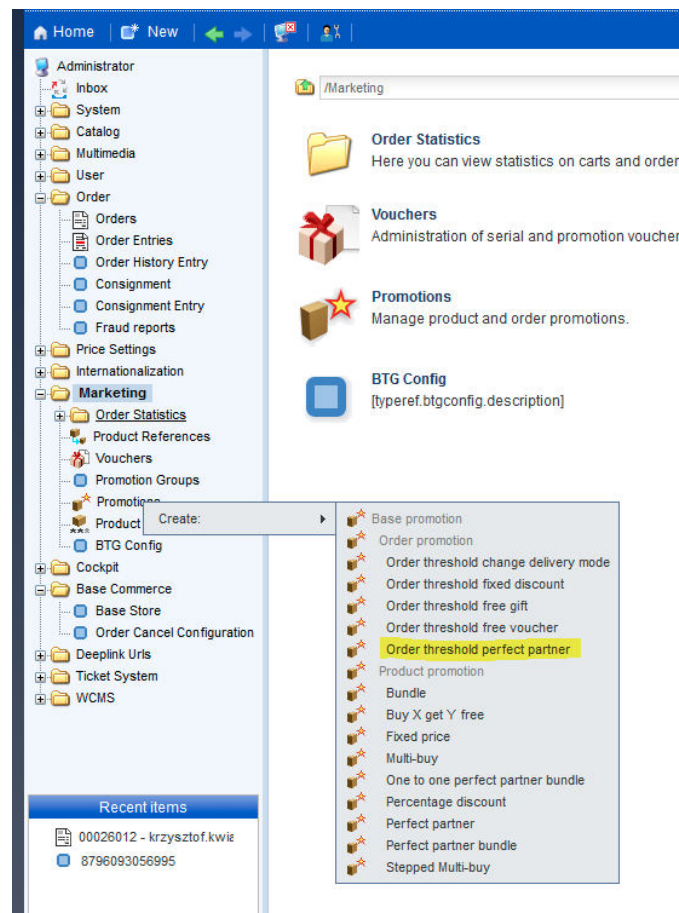 Home New
Administrator
Inbox
System
Catalog
Multimedia
User
Order
Orders
Order Entries
Order History Entry
Consignment
Consignment Entry
Fraud reports
Price Settings
Internationalization
Marketing
Order Statistics
Product References
Vouchers
Promotion Groups
Promotions
Product
BTG Config
Cockpit
Base Commerce
Base Store
Order Cancel Configuration
Deeplink Urls
Ticket System
WCMS
Recent items
00026012 - krzysztof.kwia
8796093056995
/Marketing
Order Statistics
Here you can view statistics on carts and order
Vouchers
Administration of serial and promotion voucher
Promotions
Manage product and order promotions.
BTG Config
[typeref.btgconfig.description]
Create:
Base promotion
Order promotion
Order threshold change delivery mode
Order threshold fixed discount
Order threshold free gift
Order threshold free voucher
Order threshold perfect partner
Product promotion
Bundle
Buy X get Y free
Fixed price
Multi-buy
One to one perfect partner bundle
Percentage discount
Perfect partner
Perfect partner bundle
Stepped Multi-buy